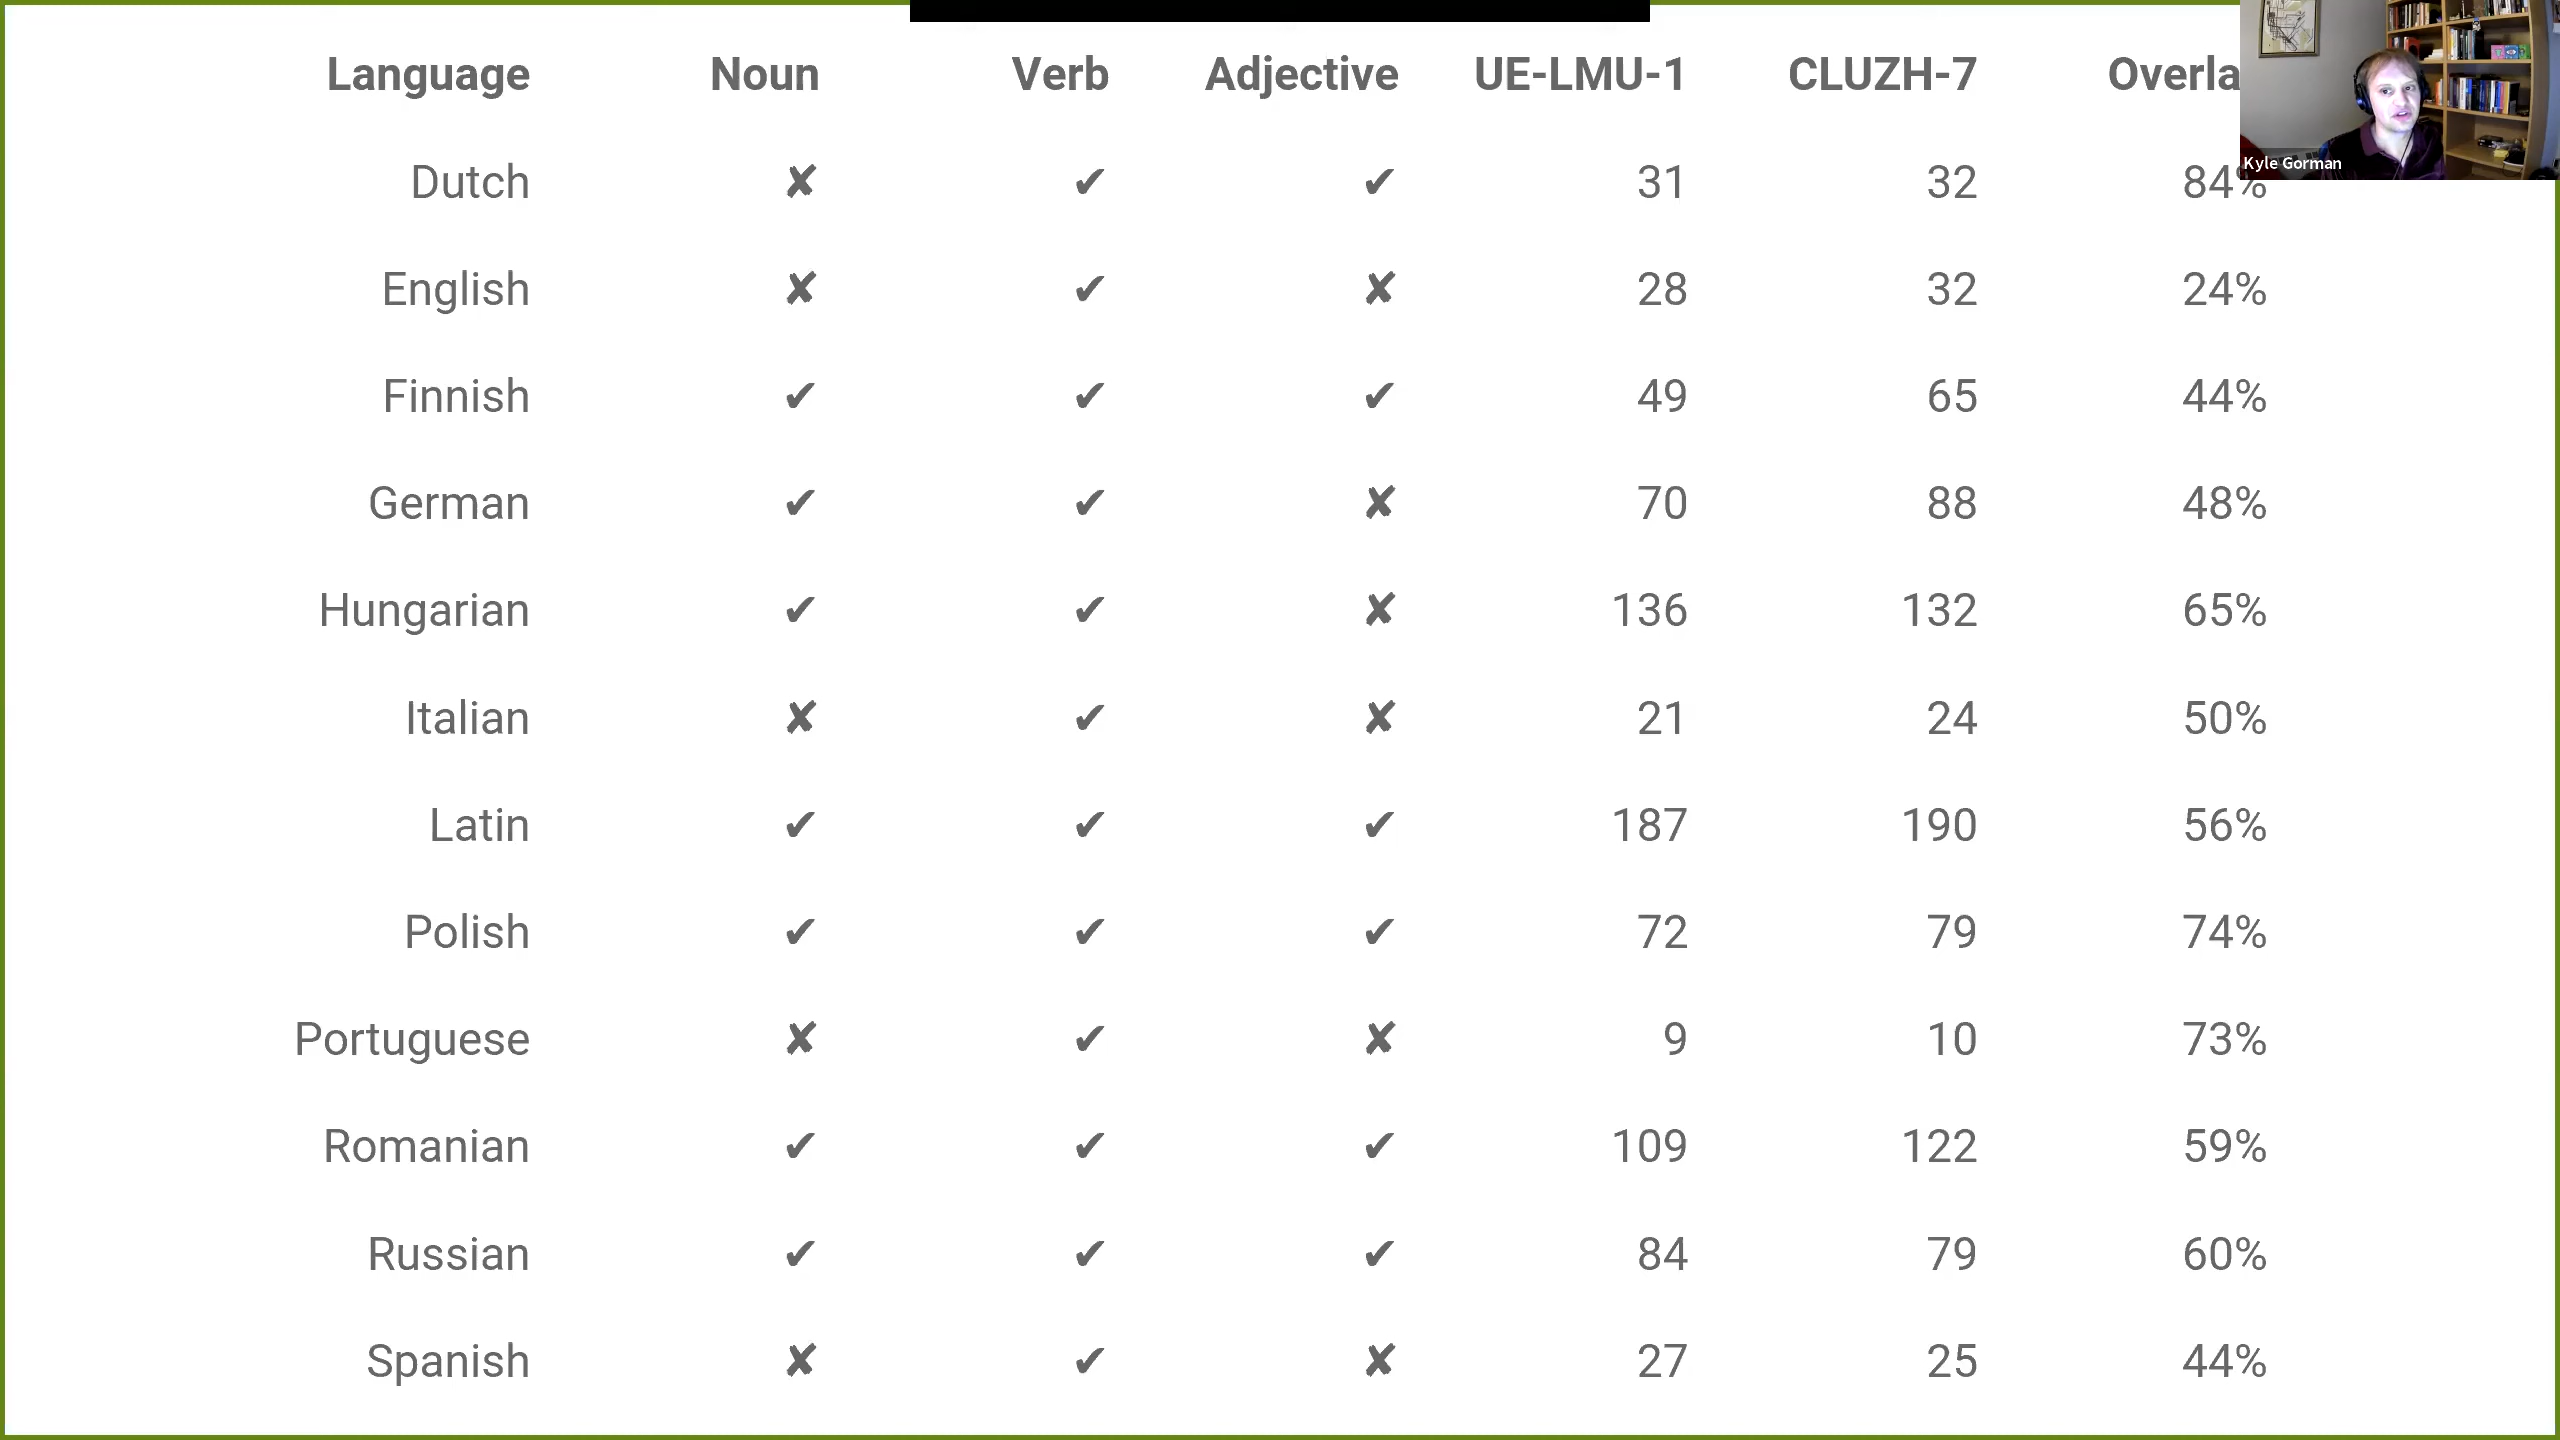 Language Noun Verb Adjective UE-LMU-1 CLUZH-7 Overla
Dutch ✘ ✔ ✔ 31 32 84%
English ✘ ✔ ✘ 28 32 24%
Finnish ✔ ✔ ✔ 49 65 44%
German ✔ ✔ ✘ 70 88 48%
Hungarian ✔ ✔ ✘ 136 132 65%
Italian ✘ ✔ ✘ 21 24 50%
Latin ✔ ✔ ✔ 187 190 56%
Polish ✔ ✔ ✔ 72 79 74%
Portuguese ✘ ✔ ✘ 9 10 73%
Romanian ✔ ✔ ✔ 109 122 59%
Russian ✔ ✔ ✔ 84 79 60%
Spanish ✘ ✔ ✘ 27 25 44%
Kyle Gorman